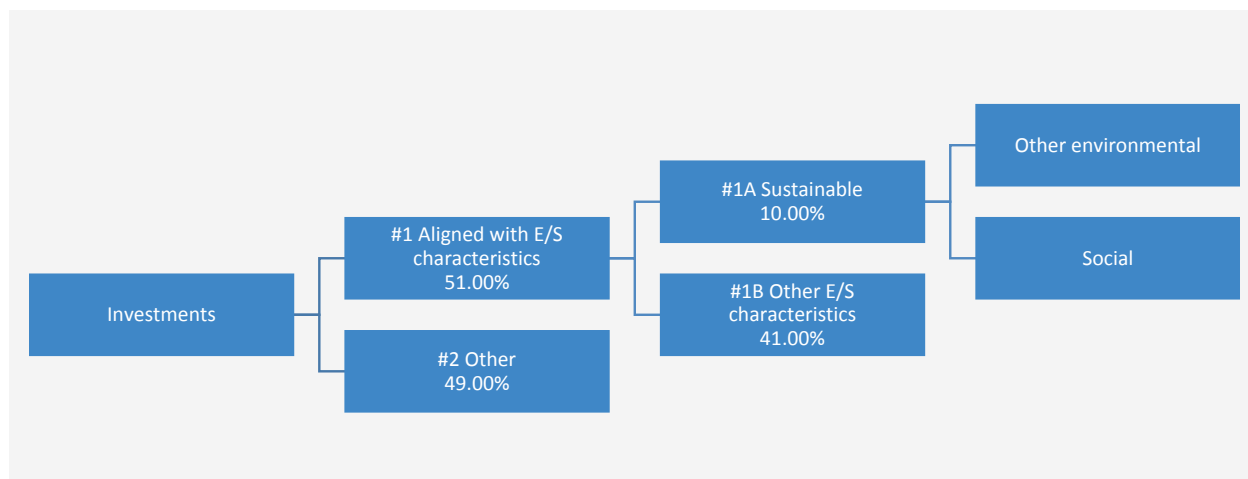 Investments
#1 Aligned with E/S
characteristics
51.00%
#2 Other
49.00%
#1A Sustainable
10.00%
#1B Other E/S
characteristics
41.00%
Other environmental
Social